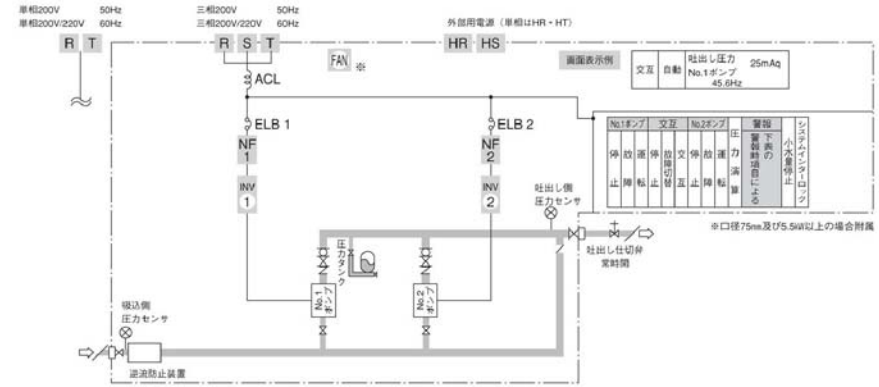 単相200V 50Hz
単相200V/220V 60Hz
三相200V 50Hz
三相200V/220V 60Hz
外部用電源（単相はHR・HT）
R T
R S T
HR HS
FAN ※
ACL
ELB 1
ELB 2
NF 1
NF 2
INV 1
INV 2
画面表示例
交互 自動 吐出し圧力 25mAq
No.1ポンプ
45.6Hz
No.1ポンプ 交互 No.2ポンプ 警報
停止
故障
運転
停止
故障切替
交互
停止
故障
運転
圧力演算
下表の
警報時項目による
小水量停止
システムインターロック
※口径75mm及び5.5kW以上の場合附属
吐出し側
圧力センサ
吐出し仕切弁
常時開
圧力タンク
No.1
ポンプ
No.2
ポンプ
吸込側
圧力センサ
逆流防止装置